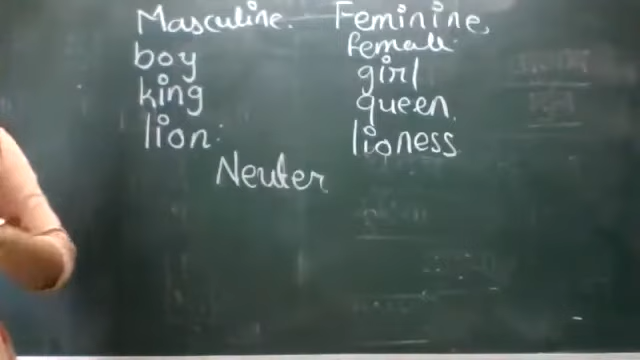 Masculine. Feminine,
female
boy girl
king queen.
lion: lioness
Neuter